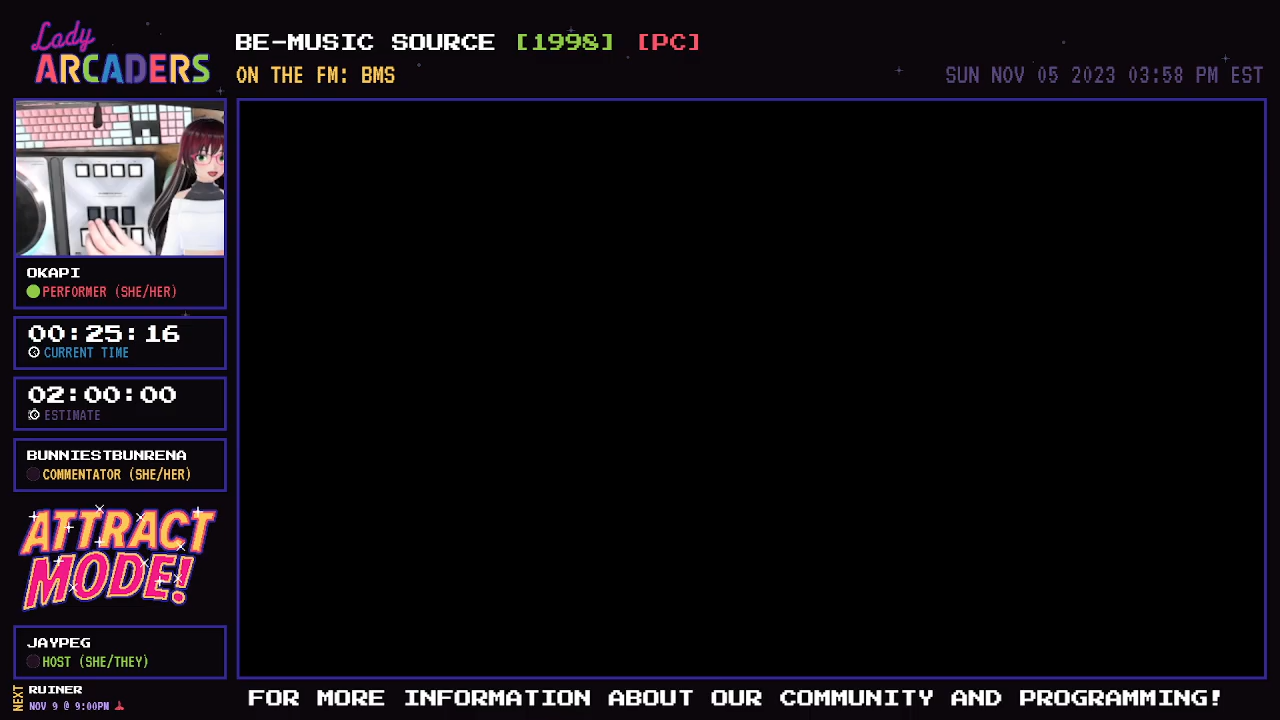 Lady
ARCADERS
BE-MUSIC SOURCE [1998] [PC]
ON THE FM: BMS
SUN NOV 05 2023 03:58 PM EST
OKAPI
PERFORMER (SHE/HER)
00:25:16
CURRENT TIME
02:00:00
ESTIMATE
BUNNIESTBUNRENA
COMMENTATOR (SHE/HER)
ATTRACT
MODE!
JAYPEG
HOST (SHE/THEY)
NEXT
RUINER
NOV 9 @ 9:00PM
FOR MORE INFORMATION ABOUT OUR COMMUNITY AND PROGRAMMING!